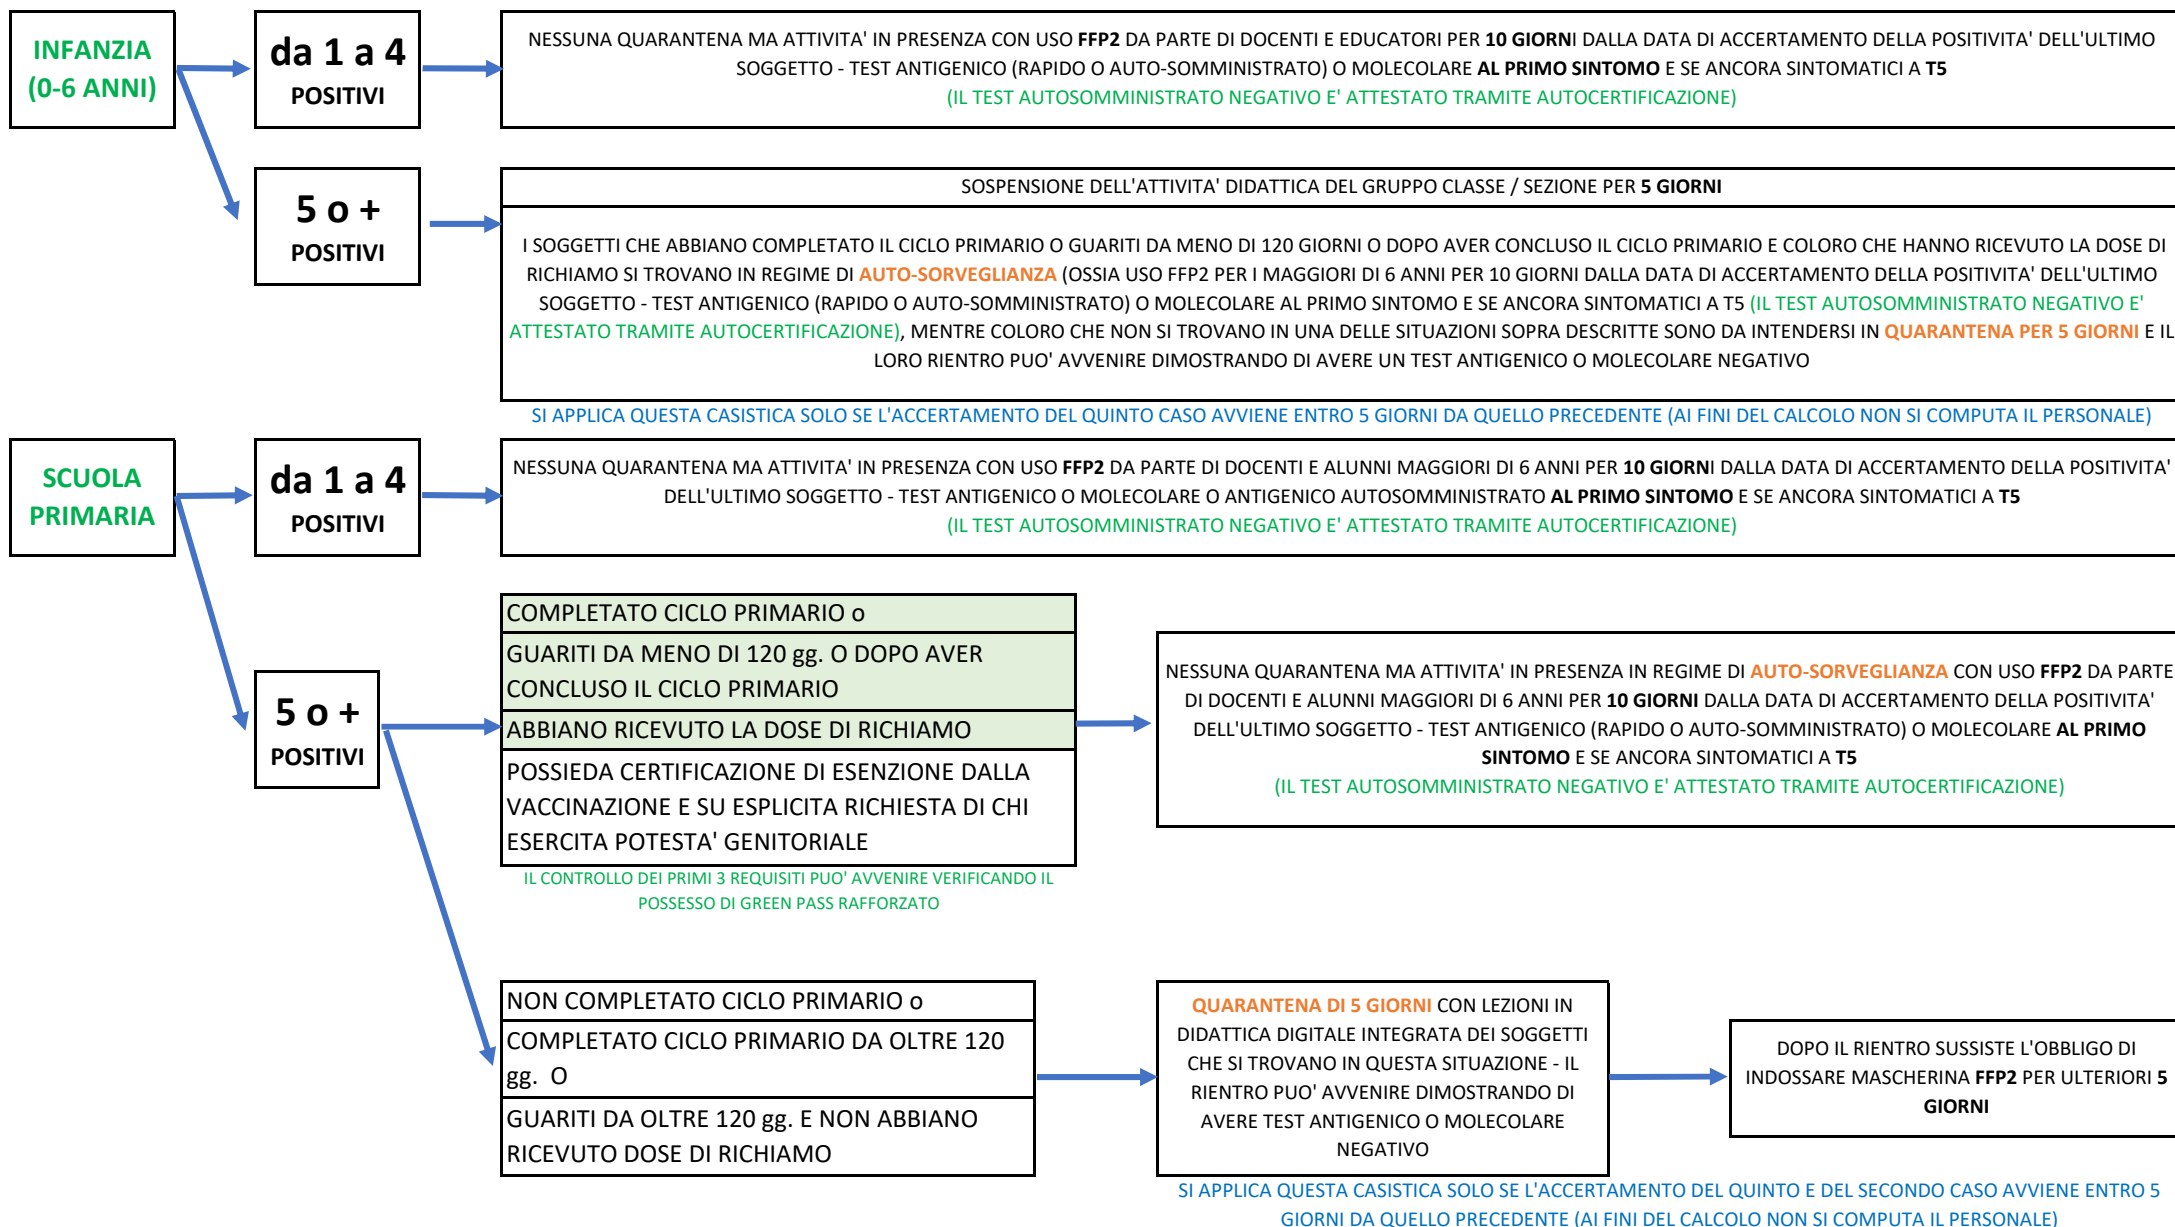 INFANZIA
(0-6 ANNI)
da 1 a 4
POSITIVI
NESSUNA QUARANTENA MA ATTIVITA' IN PRESENZA CON USO FFP2 DA PARTE DI DOCENTI E EDUCATORI PER 10 GIORNI DALLA DATA DI ACCERTAMENTO DELLA POSITIVITA' DELL'ULTIMO
SOGGETTO - TEST ANTIGENICO (RAPIDO O AUTO-SOMMINISTRATO) O MOLECOLARE AL PRIMO SINTOMO E SE ANCORA SINTOMATICI A T5
(IL TEST AUTOSOMMINISTRATO NEGATIVO E' ATTESTATO TRAMITE AUTOCERTIFICAZIONE)
5 o +
POSITIVI
SOSPENSIONE DELL'ATTIVITA' DIDATTICA DEL GRUPPO CLASSE / SEZIONE PER 5 GIORNI
I SOGGETTI CHE ABBIANO COMPLETATO IL CICLO PRIMARIO O GUARITI DA MENO DI 120 GIORNI O DOPO AVER CONCLUSO IL CICLO PRIMARIO E COLORO CHE HANNO RICEVUTO LA DOSE DI
RICHIAMO SI TROVANO IN REGIME DI AUTO-SORVEGLIANZA (OSSIA USO FFP2 PER I MAGGIORI DI 6 ANNI PER 10 GIORNI DALLA DATA DI ACCERTAMENTO DELLA POSITIVITA' DELL'ULTIMO
SOGGETTO - TEST ANTIGENICO (RAPIDO O AUTO-SOMMINISTRATO) O MOLECOLARE AL PRIMO SINTOMO E SE ANCORA SINTOMATICI A T5 (IL TEST AUTOSOMMINISTRATO NEGATIVO E'
ATTESTATO TRAMITE AUTOCERTIFICAZIONE), MENTRE COLORO CHE NON SI TROVANO IN UNA DELLE SITUAZIONI SOPRA DESCRITTE SONO DA INTENDERSI IN QUARANTENA PER 5 GIORNI E IL
LORO RIENTRO PUO' AVVENIRE DIMOSTRANDO DI AVERE UN TEST ANTIGENICO O MOLECOLARE NEGATIVO
SI APPLICA QUESTA CASISTICA SOLO SE L'ACCERTAMENTO DEL QUINTO CASO AVVIENE ENTRO 5 GIORNI DA QUELLO PRECEDENTE (AI FINI DEL CALCOLO NON SI COMPUTA IL PERSONALE)
SCUOLA
PRIMARIA
da 1 a 4
POSITIVI
NESSUNA QUARANTENA MA ATTIVITA' IN PRESENZA CON USO FFP2 DA PARTE DI DOCENTI E ALUNNI MAGGIORI DI 6 ANNI PER 10 GIORNI DALLA DATA DI ACCERTAMENTO DELLA POSITIVITA'
DELL'ULTIMO SOGGETTO - TEST ANTIGENICO O MOLECOLARE O ANTIGENICO AUTOSOMMINISTRATO AL PRIMO SINTOMO E SE ANCORA SINTOMATICI A T5
(IL TEST AUTOSOMMINISTRATO NEGATIVO E' ATTESTATO TRAMITE AUTOCERTIFICAZIONE)
5 o +
POSITIVI
COMPLETATO CICLO PRIMARIO o
GUARITI DA MENO DI 120 gg. O DOPO AVER
CONCLUSO IL CICLO PRIMARIO
ABBIANO RICEVUTO LA DOSE DI RICHIAMO
POSSIEDA CERTIFICAZIONE DI ESENZIONE DALLA
VACCINAZIONE E SU ESPLICITA RICHIESTA DI CHI
ESERCITA POTESTA' GENITORIALE
IL CONTROLLO DEI PRIMI 3 REQUISITI PUO' AVVENIRE VERIFICANDO IL
POSSESSO DI GREEN PASS RAFFORZATO
NESSUNA QUARANTENA MA ATTIVITA' IN PRESENZA IN REGIME DI AUTO-SORVEGLIANZA CON USO FFP2 DA PARTE
DI DOCENTI E ALUNNI MAGGIORI DI 6 ANNI PER 10 GIORNI DALLA DATA DI ACCERTAMENTO DELLA POSITIVITA'
DELL'ULTIMO SOGGETTO - TEST ANTIGENICO (RAPIDO O AUTO-SOMMINISTRATO) O MOLECOLARE AL PRIMO
SINTOMO E SE ANCORA SINTOMATICI A T5
(IL TEST AUTOSOMMINISTRATO NEGATIVO E' ATTESTATO TRAMITE AUTOCERTIFICAZIONE)
NON COMPLETATO CICLO PRIMARIO o
COMPLETATO CICLO PRIMARIO DA OLTRE 120
gg. O
GUARITI DA OLTRE 120 gg. E NON ABBIANO
RICEVUTO DOSE DI RICHIAMO
QUARANTENA DI 5 GIORNI CON LEZIONI IN
DIDATTICA DIGITALE INTEGRATA DEI SOGGETTI
CHE SI TROVANO IN QUESTA SITUAZIONE - IL
RIENTRO PUO' AVVENIRE DIMOSTRANDO DI
AVERE TEST ANTIGENICO O MOLECOLARE
NEGATIVO
DOPO IL RIENTRO SUSSISTE L'OBBLIGO DI
INDOSSARE MASCHERINA FFP2 PER ULTERIORI 5
GIORNI
SI APPLICA QUESTA CASISTICA SOLO SE L'ACCERTAMENTO DEL QUINTO E DEL SECONDO CASO AVVIENE ENTRO 5
GIORNI DA QUELLO PRECEDENTE (AI FINI DEL CALCOLO NON SI COMPUTA IL PERSONALE)